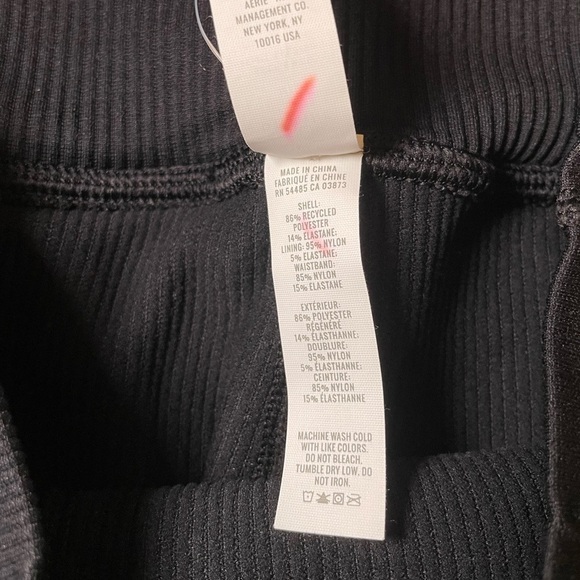 MANAGEMENT CO.
NEW YORK, NY
10016 USA
MADE IN CHINA
FABRIQUÉ EN CHINE
RN 54485 CA 03873
SHELL:
86% RECYCLED
POLYESTER
14% ELASTANE;
LINING: 95% NYLON
5% ELASTANE;
WAISTBAND:
85% NYLON
15% ELASTANE
EXTÉRIEUR:
86% POLYESTER
RÉGÉNÉRÉ
14% ÉLASTHANNE;
DOUBLURE:
95% NYLON
5% ÉLASTHANNE;
CEINTURE:
85% NYLON
15% ÉLASTHANNE
MACHINE WASH COLD
WITH LIKE COLORS.
DO NOT BLEACH.
TUMBLE DRY LOW. DO
NOT IRON.